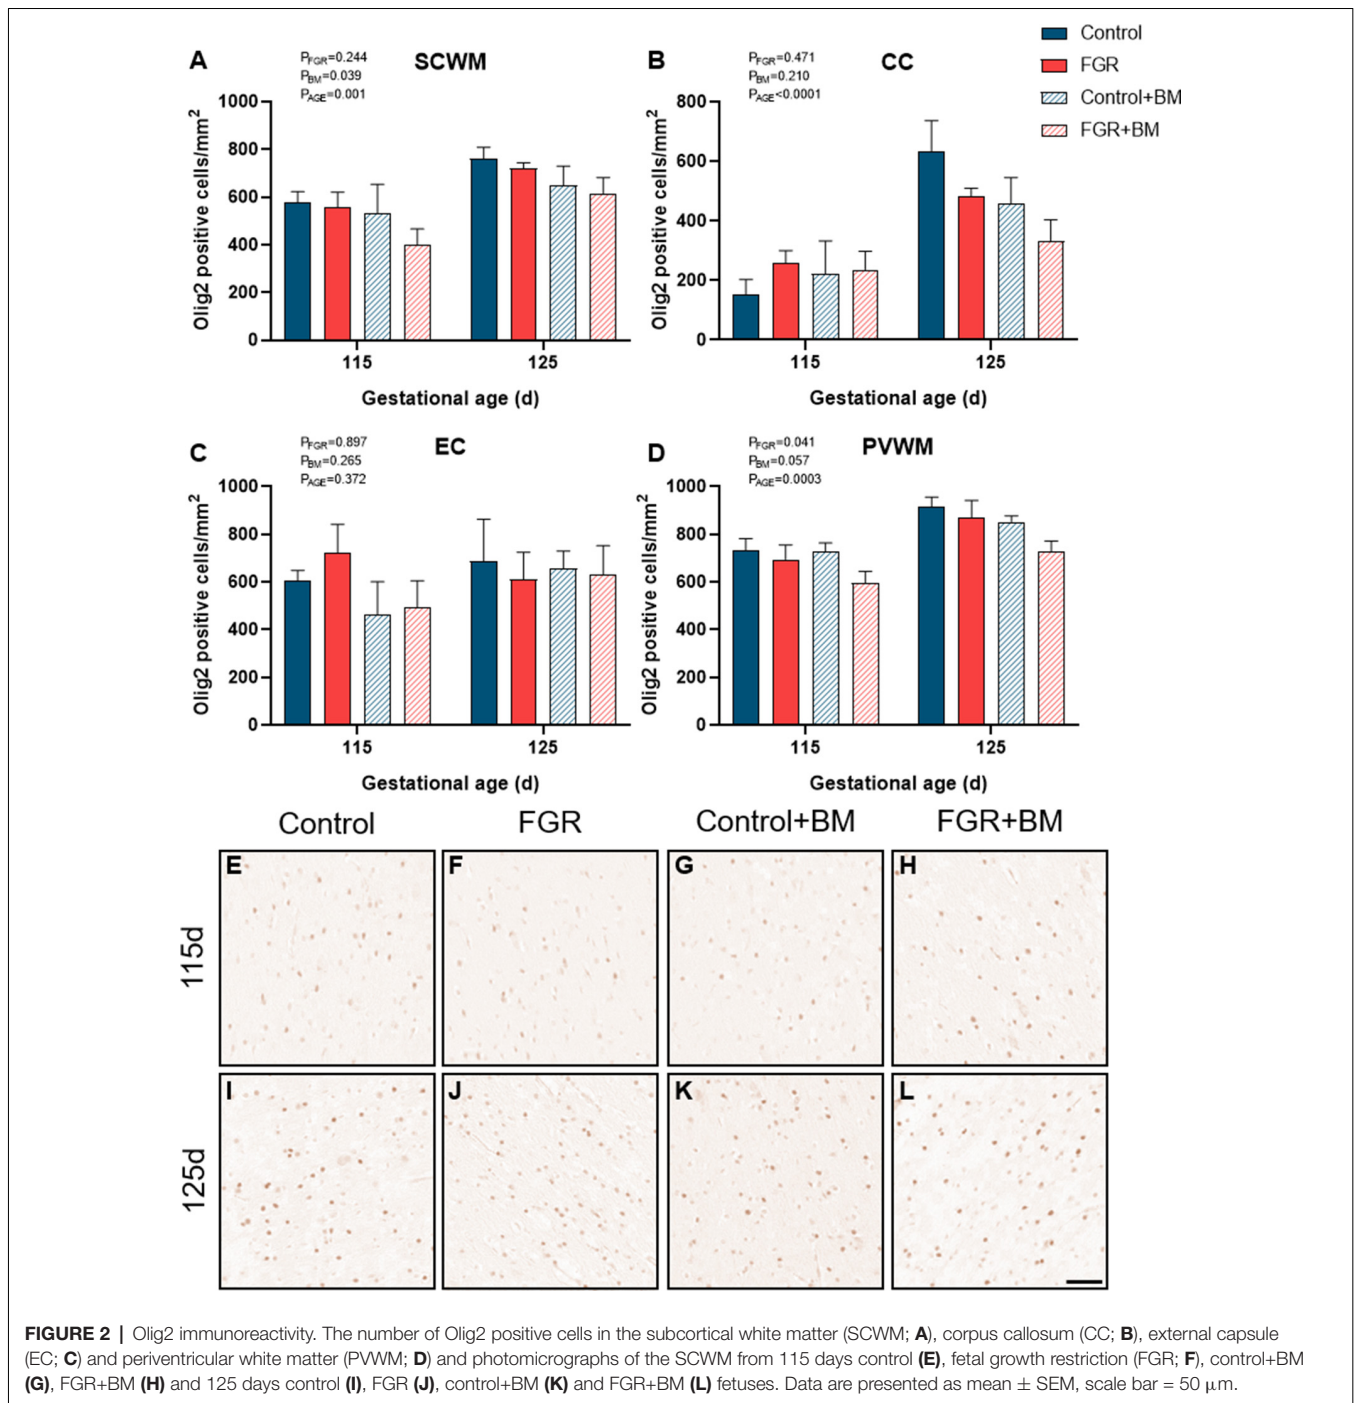 Control
FGR
Control+BM
FGR+BM
A
P_FGR=0.244
P_BM=0.039
P_AGE=0.001
SCWM
Olig2 positive cells/mm²
1000
800
600
400
200
0
115
125
Gestational age (d)
B
P_FGR=0.471
P_BM=0.210
P_AGE<0.0001
CC
Olig2 positive cells/mm²
800
600
400
200
0
115
125
Gestational age (d)
C
P_FGR=0.897
P_BM=0.265
P_AGE=0.372
EC
Olig2 positive cells/mm²
1000
800
600
400
200
0
115
125
Gestational age (d)
D
P_FGR=0.041
P_BM=0.057
P_AGE=0.0003
PVWM
Olig2 positive cells/mm²
1000
800
600
400
200
0
115
125
Gestational age (d)
Control
FGR
Control+BM
FGR+BM
115d
E
F
G
H
125d
I
J
K
L
FIGURE 2 | Olig2 immunoreactivity. The number of Olig2 positive cells in the subcortical white matter (SCWM; A), corpus callosum (CC; B), external capsule
(EC; C) and periventricular white matter (PVWM; D) and photomicrographs of the SCWM from 115 days control (E), fetal growth restriction (FGR; F), control+BM
(G), FGR+BM (H) and 125 days control (I), FGR (J), control+BM (K) and FGR+BM (L) fetuses. Data are presented as mean ± SEM, scale bar = 50 μm.